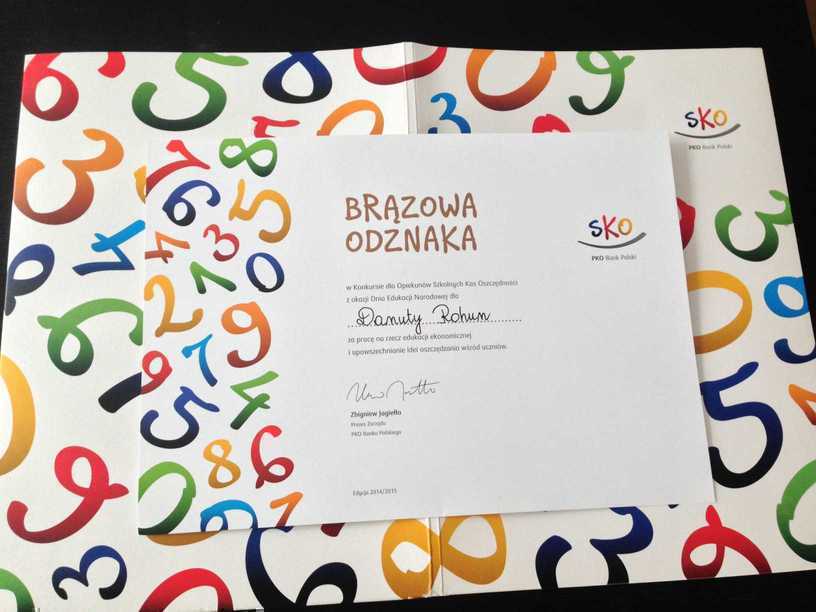 SKO
PKO Bank Polski
BRĄZOWA
ODZNAKA
SKO
PKO Bank Polski
w Konkursie dla Opiekunów Szkolnych Kas Oszczędności
z okazji Dnia Edukacji Narodowej dla
Danuty Rohun
za pracę na rzecz edukacji ekonomicznej
i upowszechnianie idei oszczędzania wśród uczniów.
Zbigniew Jagiełło
Prezes Zarządu
PKO Banku Polskiego
Edycja 2014/2015